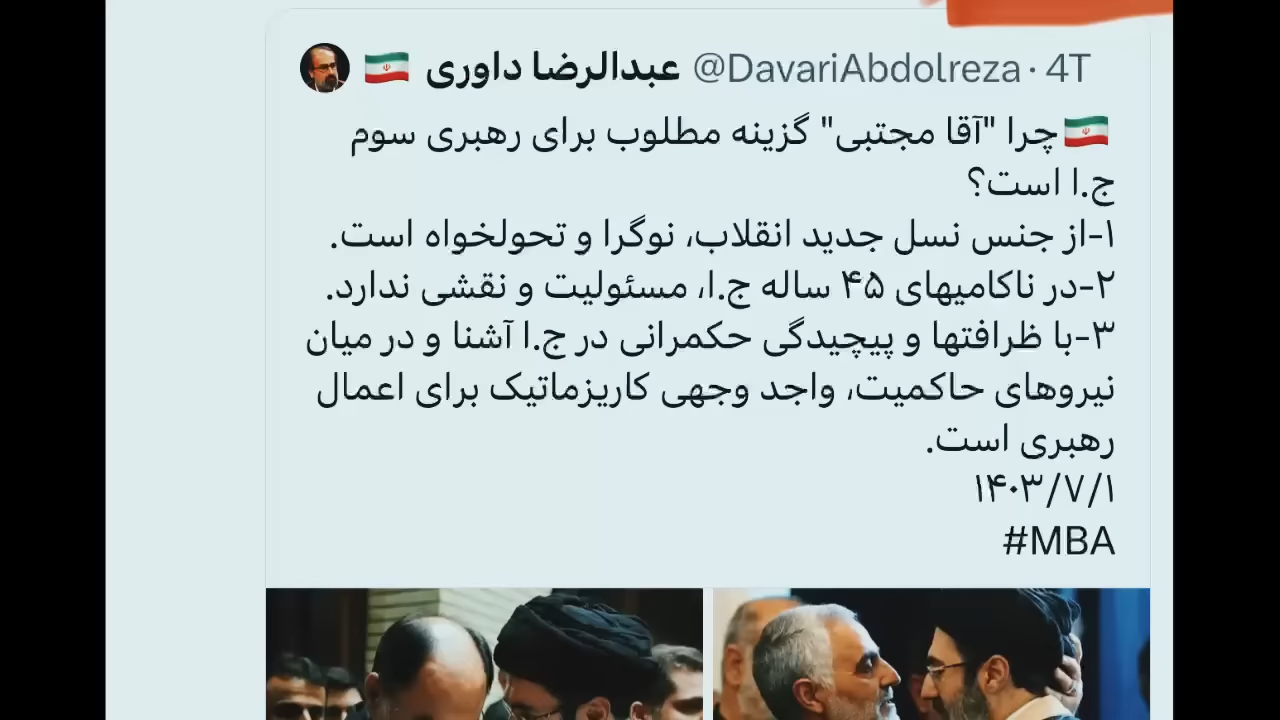 عبدالرضا داوری @DavariAbdolreza · 4T
چرا "آقا مجتبی" گزینه مطلوب برای رهبری سوم
ج.ا است؟
۱-از جنس نسل جدید انقلاب، نوگرا و تحولخواه است.
۲-در ناکامیهای ۴۵ ساله ج.ا، مسئولیت و نقشی ندارد.
۳-با ظرافتها و پیچیدگی حکمرانی در ج.ا آشنا و در میان
نیروهای حاکمیت، واجد وجهی کاریزماتیک برای اعمال
رهبری است.
۱۴۰۳/۷/۱
#MBA